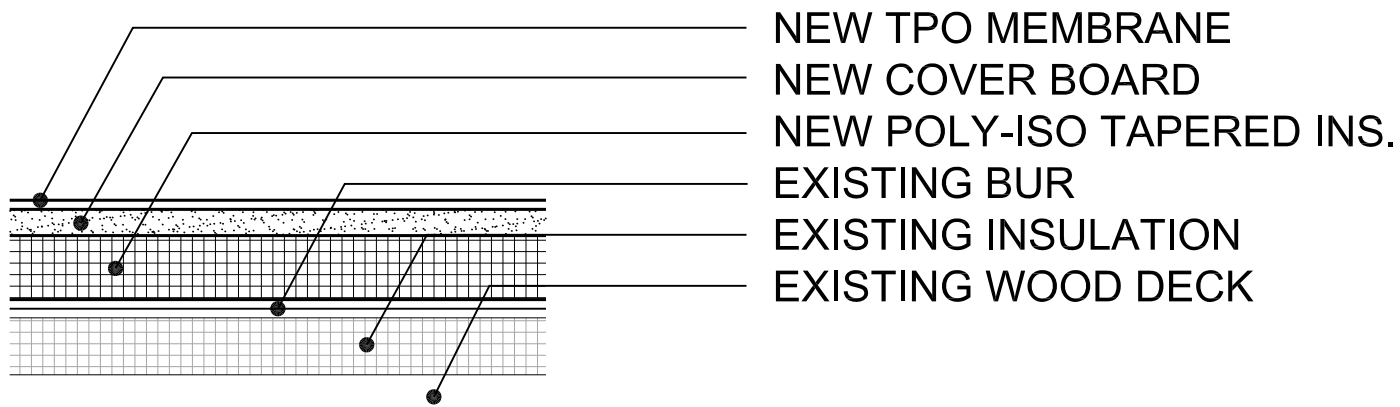 NEW TPO MEMBRANE
NEW COVER BOARD
NEW POLY-ISO TAPERED INS.
EXISTING BUR
EXISTING INSULATION
EXISTING WOOD DECK